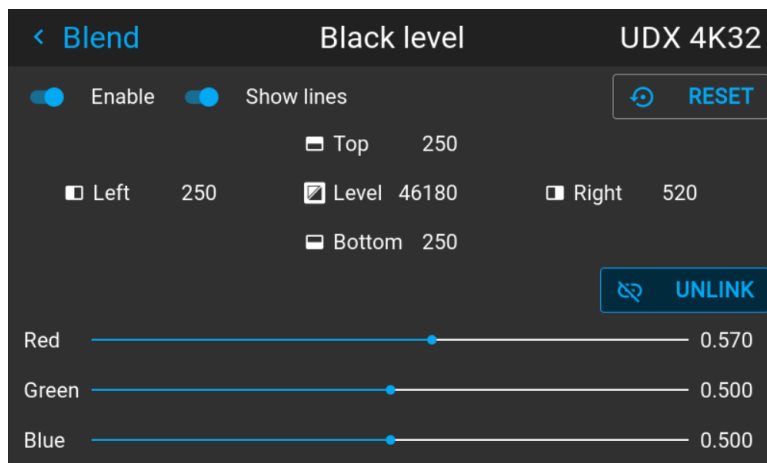 Blend Black level UDX 4K32
Enable Show lines RESET
Top 250
Left 250 Level 46180 Right 520
Bottom 250
UNLINK
Red 0.570
Green 0.500
Blue 0.500